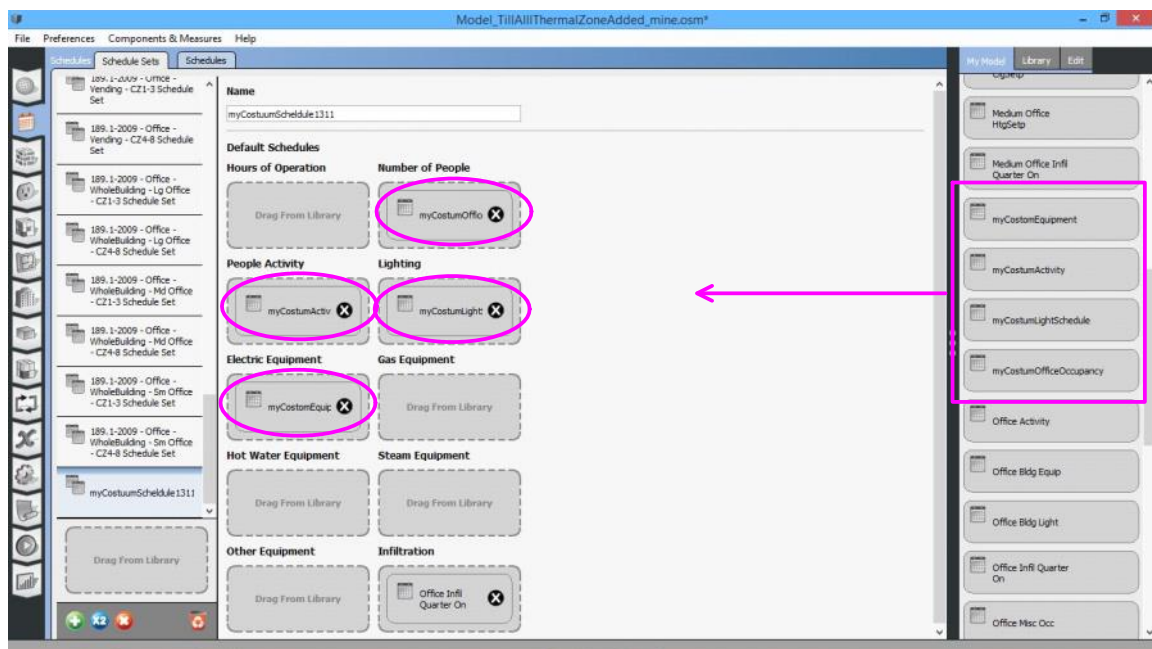 Model_TillAllIThermalZoneAdded_mine.osm*
File Preferences Components & Measures Help
Schedules Schedule Sets Schedules
My Model Library Edit
189.1-2009 - Office -
Vending - CZ1-3 Schedule
Set
189.1-2009 - Office -
Vending - CZ4-8 Schedule
Set
189.1-2009 - Office -
WholeBuilding - Lg Office
- CZ1-3 Schedule Set
189.1-2009 - Office -
WholeBuilding - Lg Office
- CZ4-8 Schedule Set
189.1-2009 - Office -
WholeBuilding - Md Office
- CZ1-3 Schedule Set
189.1-2009 - Office -
WholeBuilding - Md Office
- CZ4-8 Schedule Set
189.1-2009 - Office -
WholeBuilding - Sm Office
- CZ1-3 Schedule Set
189.1-2009 - Office -
WholeBuilding - Sm Office
- CZ4-8 Schedule Set
myCostuumScheldule1311
Drag From Library
x2
Name
myCostuumScheldule1311
Default Schedules
Hours of Operation Number of People
Drag From Library myCostumOffic
People Activity Lighting
myCostumActiv myCostumLight
Electric Equipment Gas Equipment
myCostomEquip Drag From Library
Hot Water Equipment Steam Equipment
Drag From Library Drag From Library
Other Equipment Infiltration
Drag From Library Office Infil
Quarter On
ClgSetp
Medium Office
HtgSetp
Medium Office Infil
Quarter On
myCostomEquipment
myCostumActivity
myCostumLightSchedule
myCostumOfficeOccupancy
Office Activity
Office Bldg Equip
Office Bldg Light
Office Infil Quarter
On
Office Misc Occ